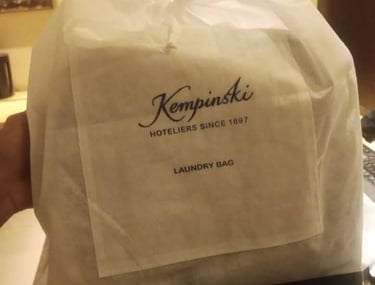 Kempinski
HOTELIERS SINCE 1897
LAUNDRY BAG